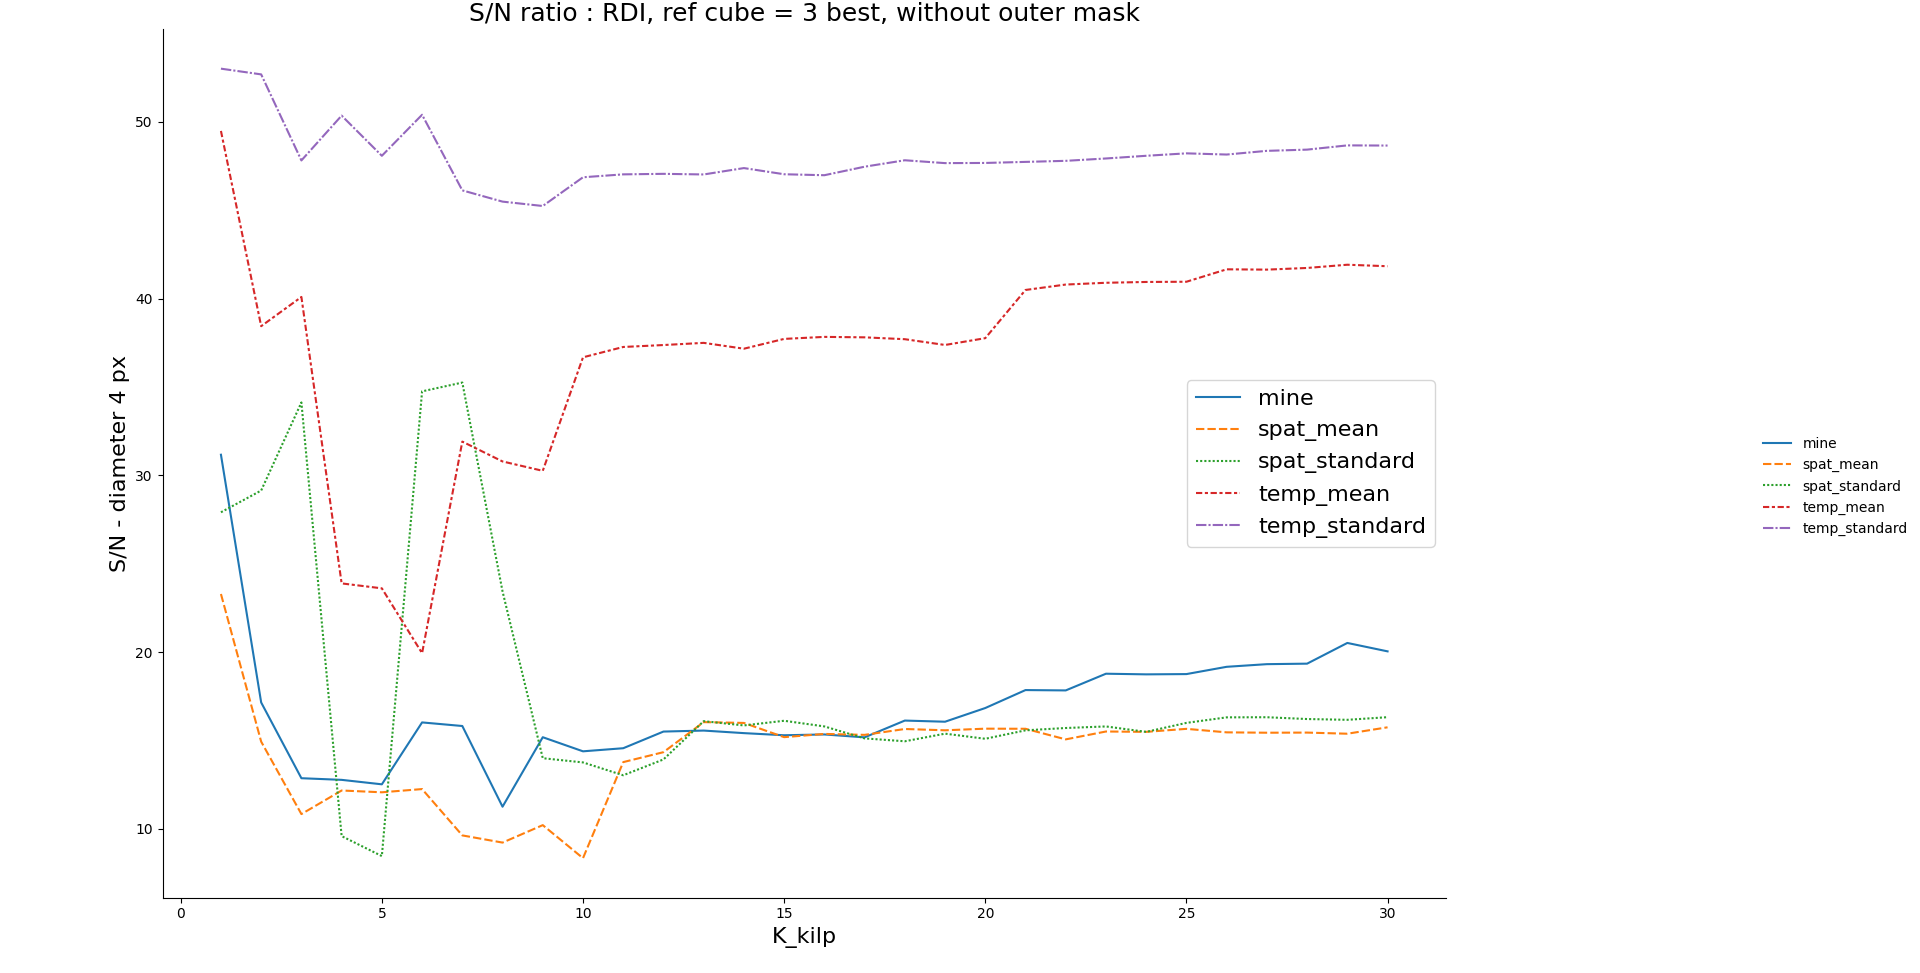 S/N ratio : RDI, ref cube = 3 best, without outer mask
S/N - diameter 4 px
50
40
30
20
10
0
5
10
15
20
25
30
K_kilp
mine
spat_mean
spat_standard
temp_mean
temp_standard
mine
spat_mean
spat_standard
temp_mean
temp_standard